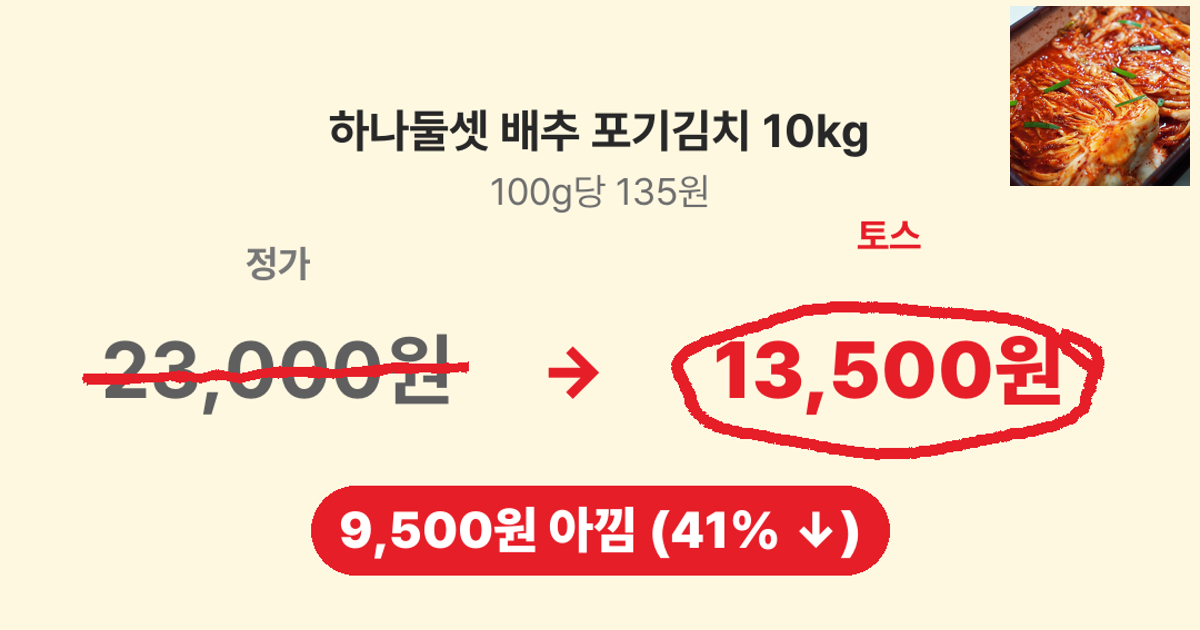 하나둘셋 배추 포기김치 10kg
100g당 135원
정가
토스
23,000원
→
13,500원
9,500원 아낌 (41% ↓)